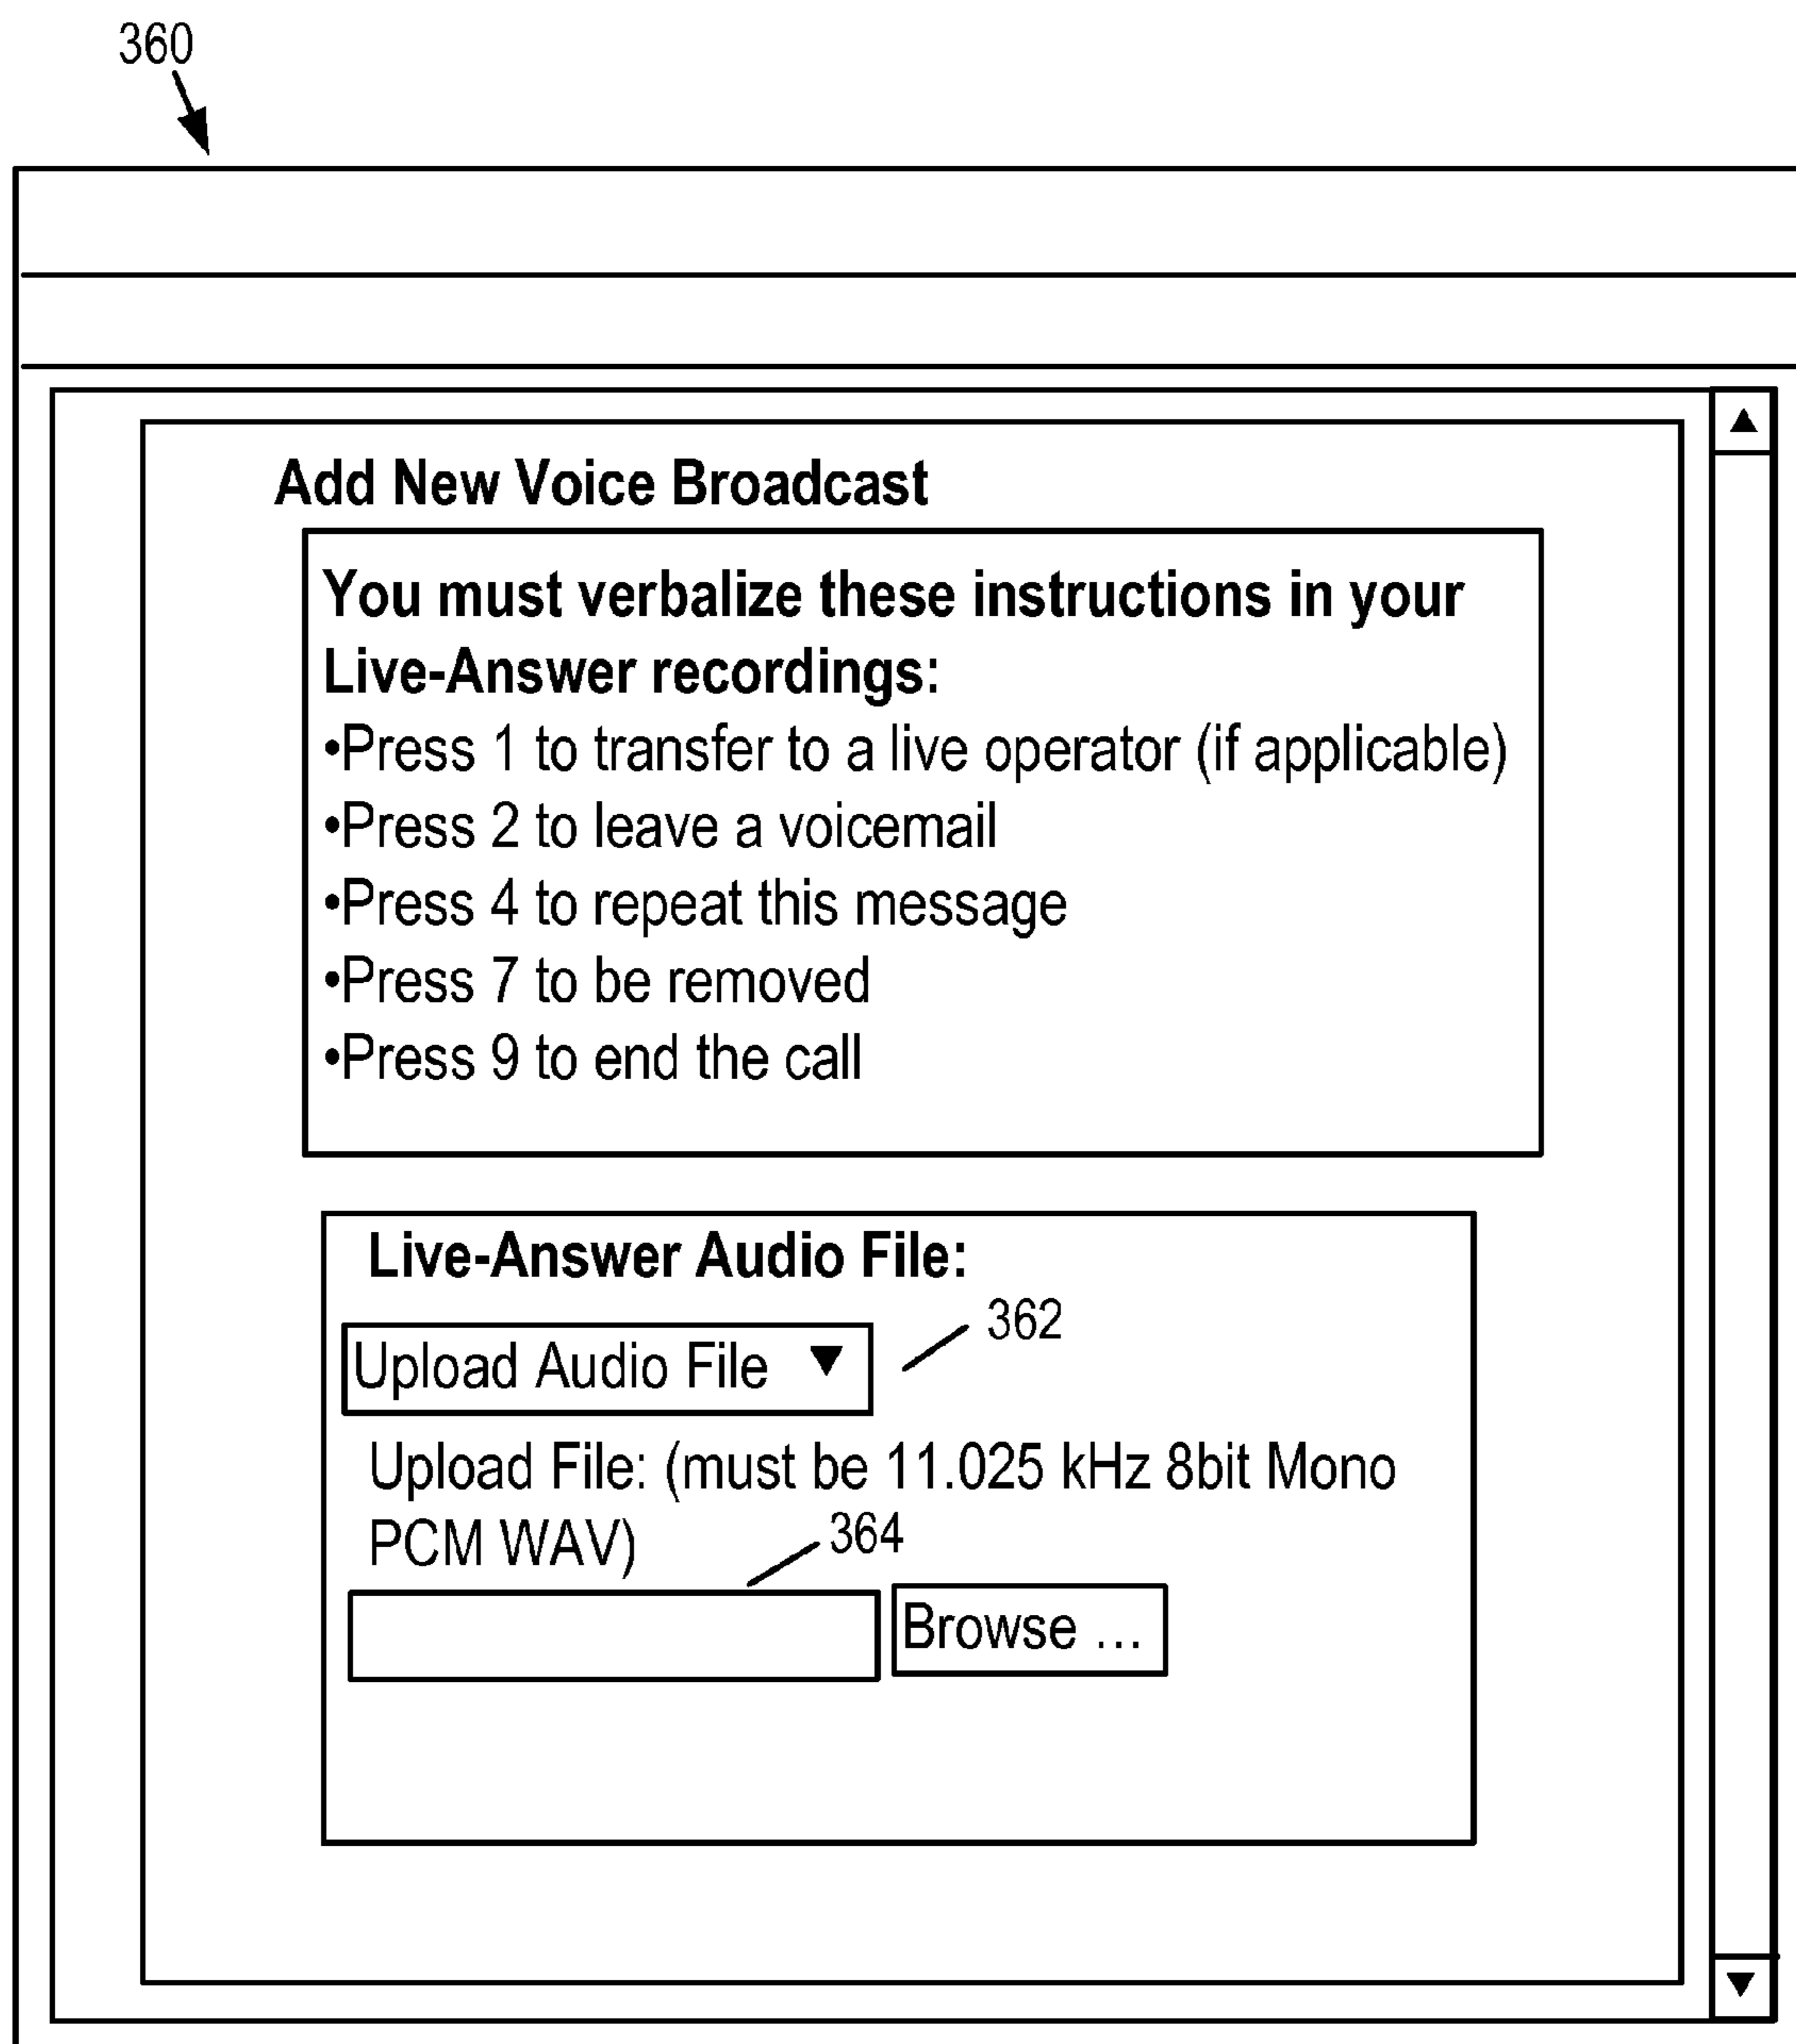 360
Add New Voice Broadcast
You must verbalize these instructions in your
Live-Answer recordings:
•Press 1 to transfer to a live operator (if applicable)
•Press 2 to leave a voicemail
•Press 4 to repeat this message
•Press 7 to be removed
•Press 9 to end the call
Live-Answer Audio File:
362
Upload Audio File ▼
Upload File: (must be 11.025 kHz 8bit Mono
PCM WAV)
364
Browse ...